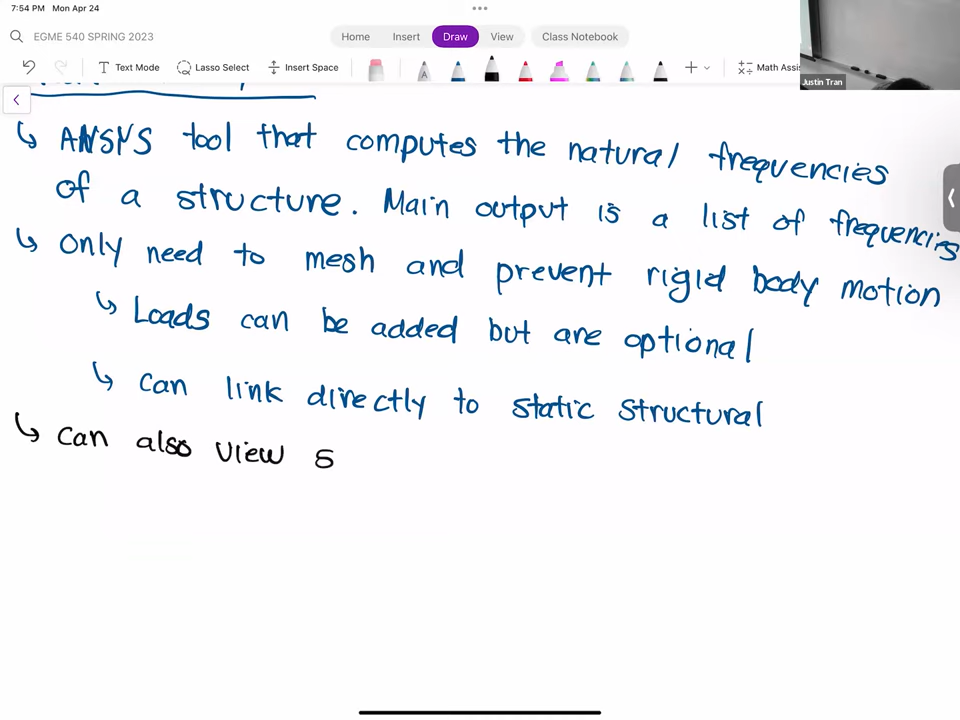 7:54 PM Mon Apr 24
EGME 540 SPRING 2023
Home Insert Draw View Class Notebook
Text Mode Lasso Select Insert Space Math Assis
Justin Tran
ANSYS tool that computes the natural frequencies
of a structure. Main output is a list of frequencies
Only need to mesh and prevent rigid body motion
Loads can be added but are optional
Can link directly to Static Structural
Can also view s